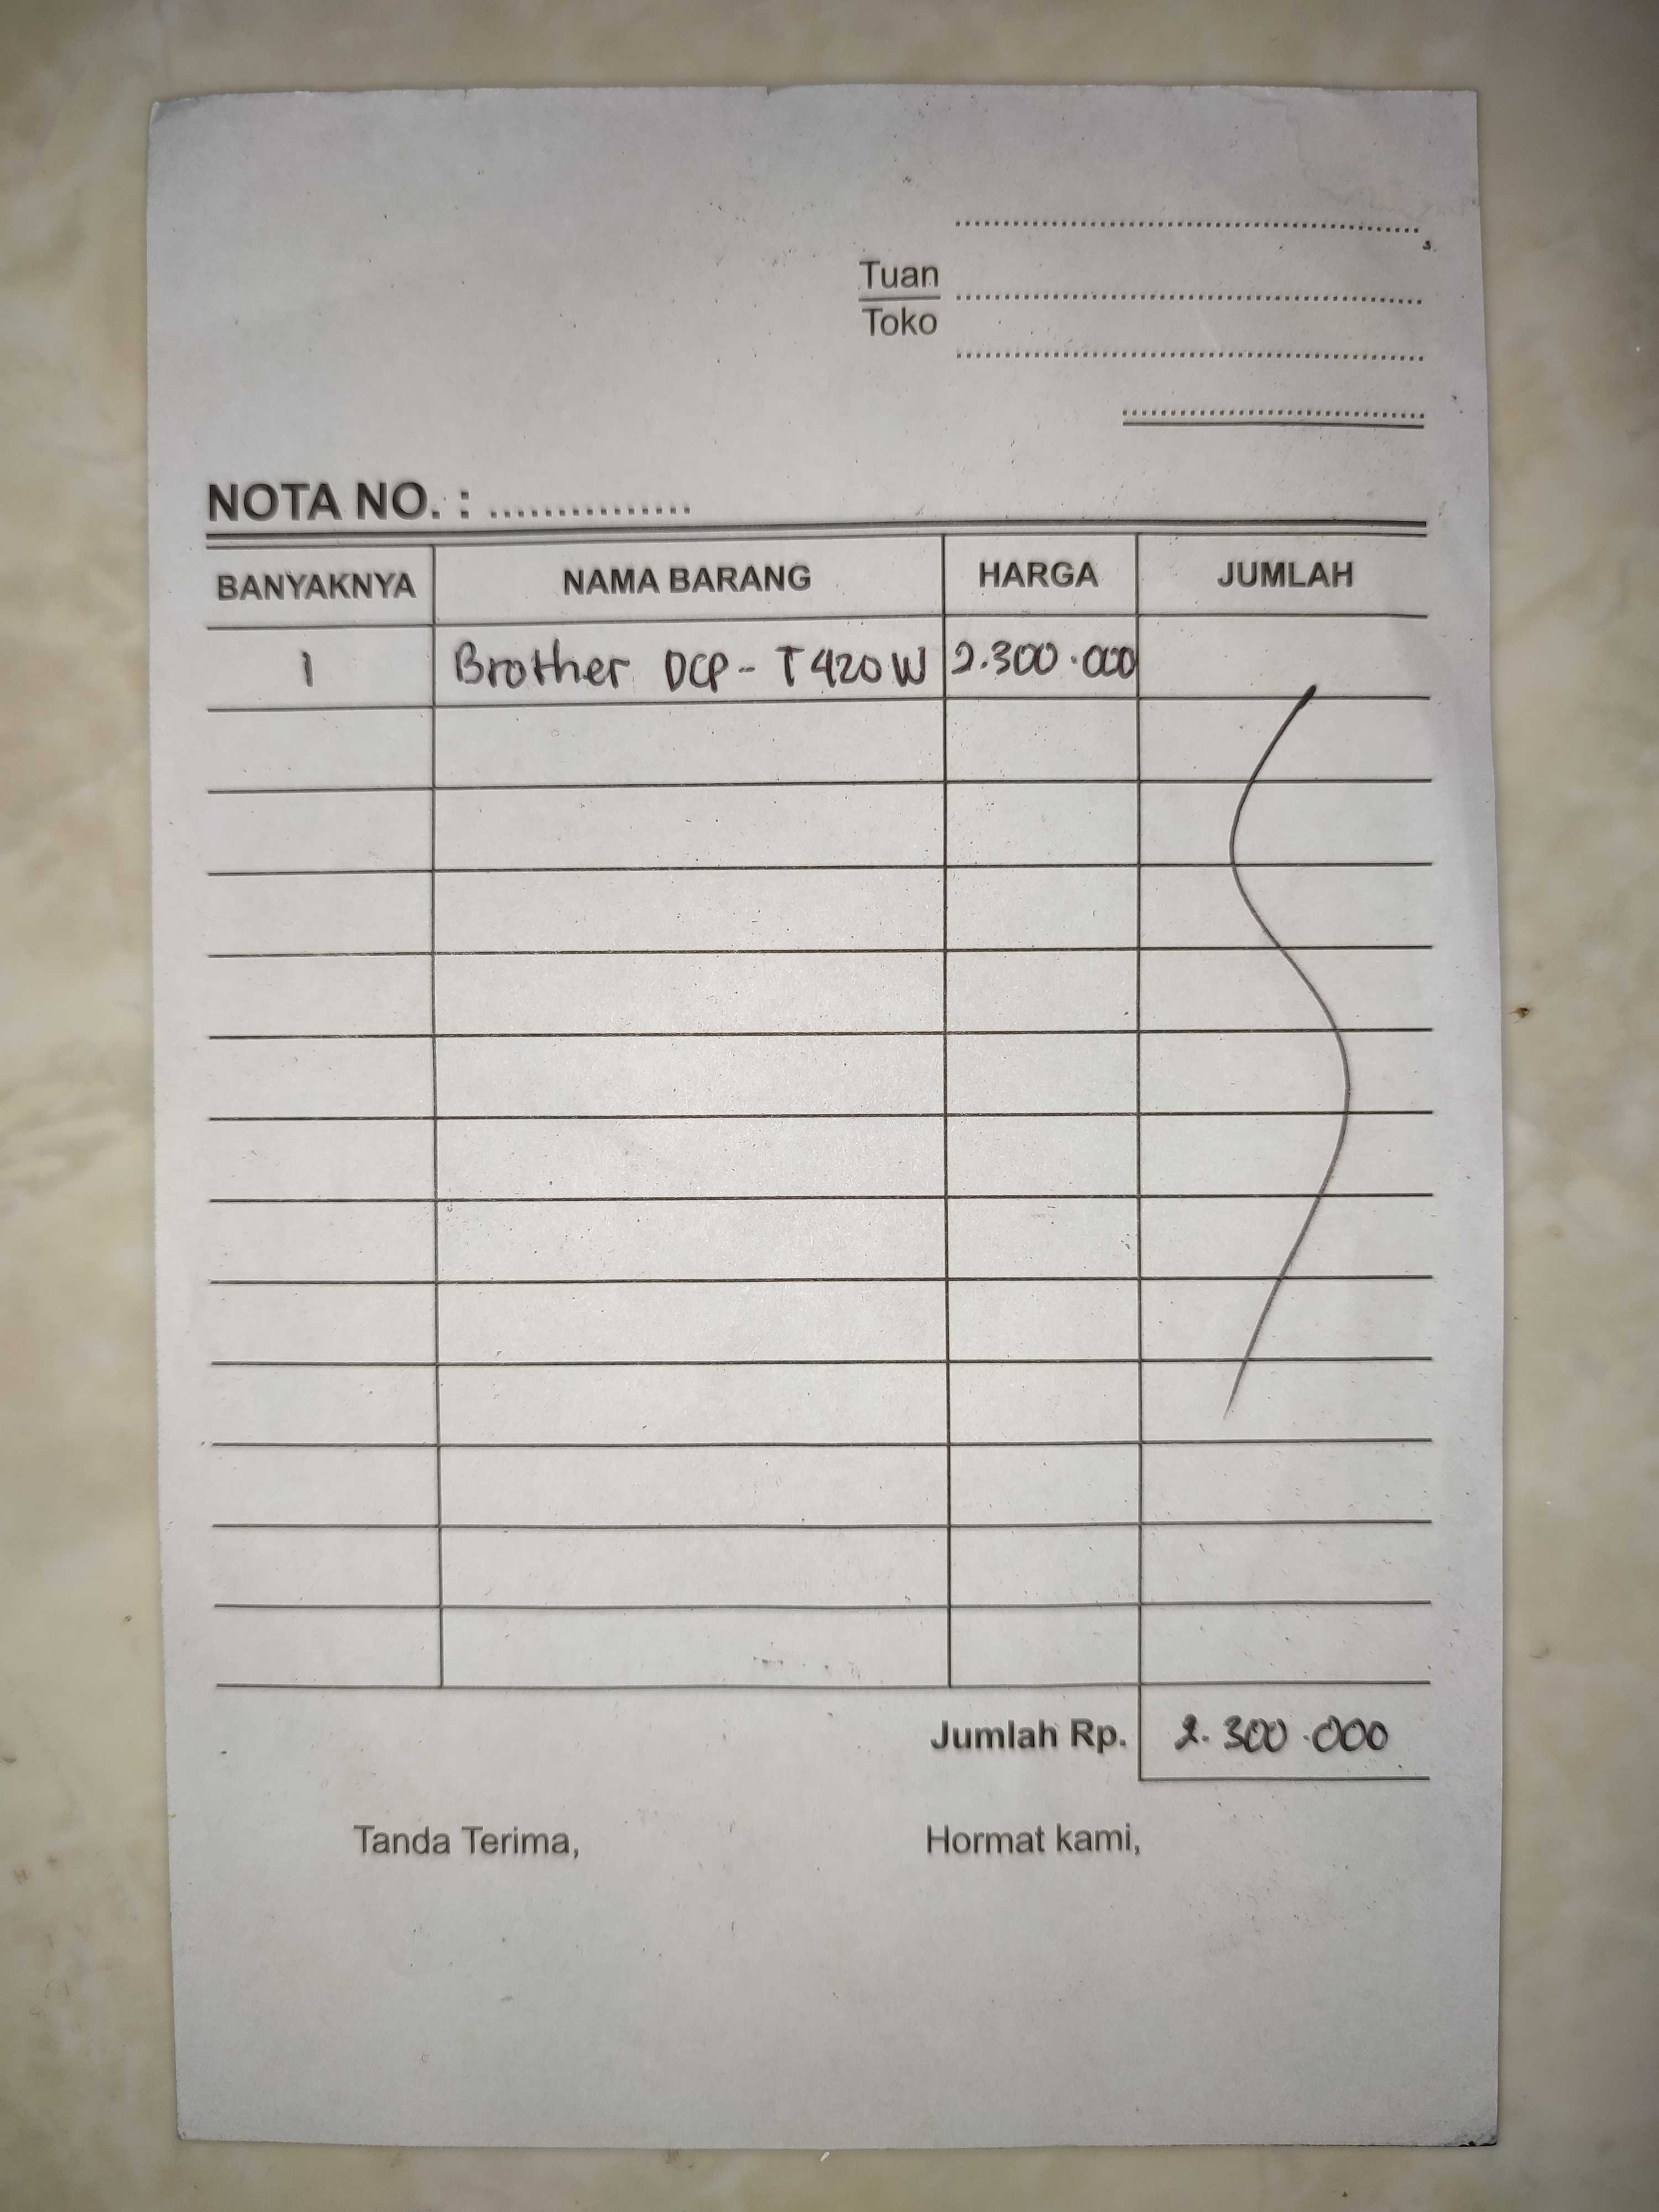 Tuan
Toko
NOTA NO. : ...............
BANYAKNYA NAMA BARANG HARGA JUMLAH
1 Brother DCP - T420W 2.300.000
Jumlah Rp. 2.300.000
Tanda Terima, Hormat kami,